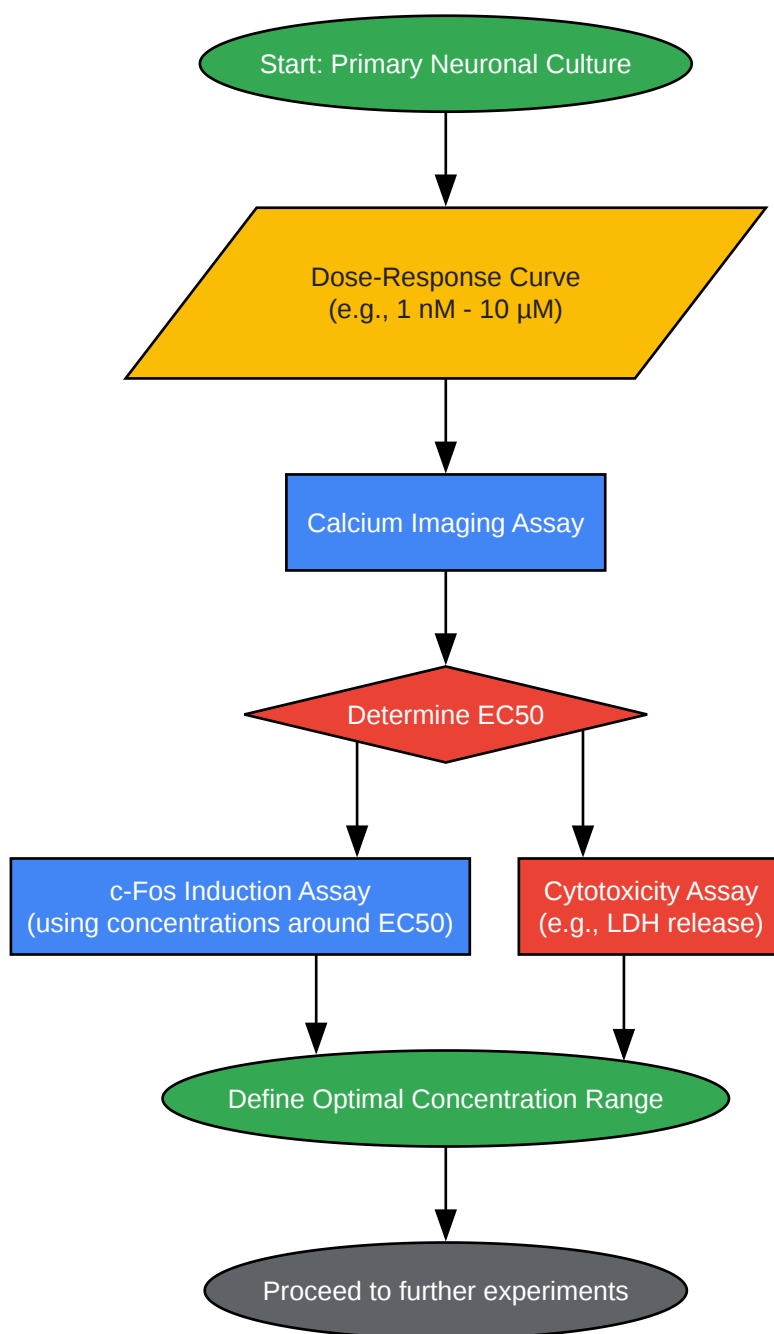 Start: Primary Neuronal Culture
Dose-Response Curve
(e.g., 1 nM - 10 µM)
Calcium Imaging Assay
Determine EC50
c-Fos Induction Assay
(using concentrations around EC50)
Cytotoxicity Assay
(e.g., LDH release)
Define Optimal Concentration Range
Proceed to further experiments